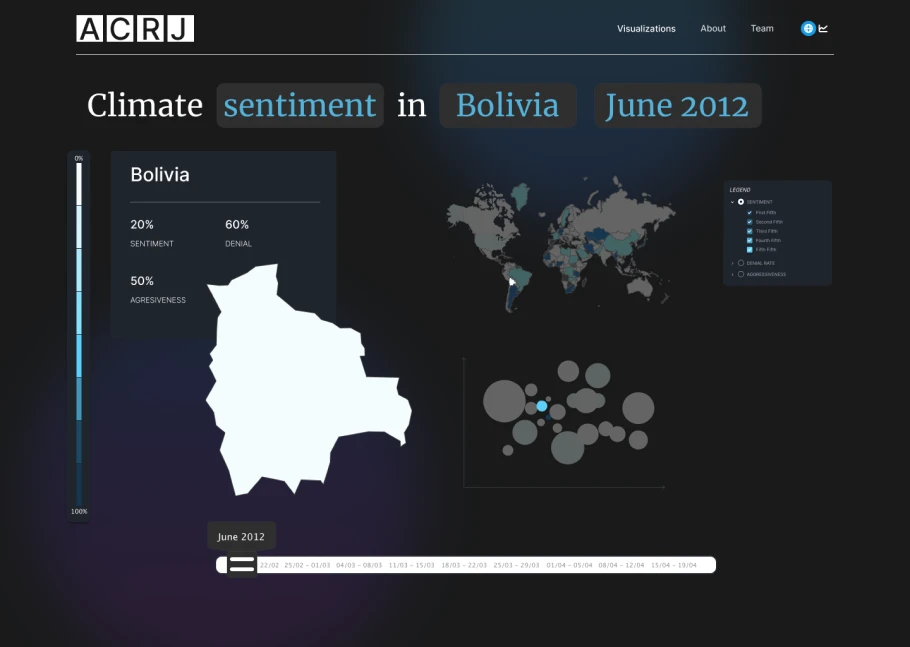 ACRJ
Visualizations About Team
Climate sentiment in Bolivia June 2012
0%
100%
Bolivia
20% 60%
SENTIMENT DENIAL
50%
AGRESIVENESS
LEGEND
SENTIMENT
First Fifth
Second Fifth
Third Fifth
Fourth Fifth
Fifth Fifth
DENIAL RATE
AGGRESIVENESS
June 2012
22/02 25/02 - 01/03 04/03 - 08/03 11/03 - 15/03 18/03 - 22/03 25/03 - 29/03 01/04 - 05/04 08/04 - 12/04 15/04 - 19/04